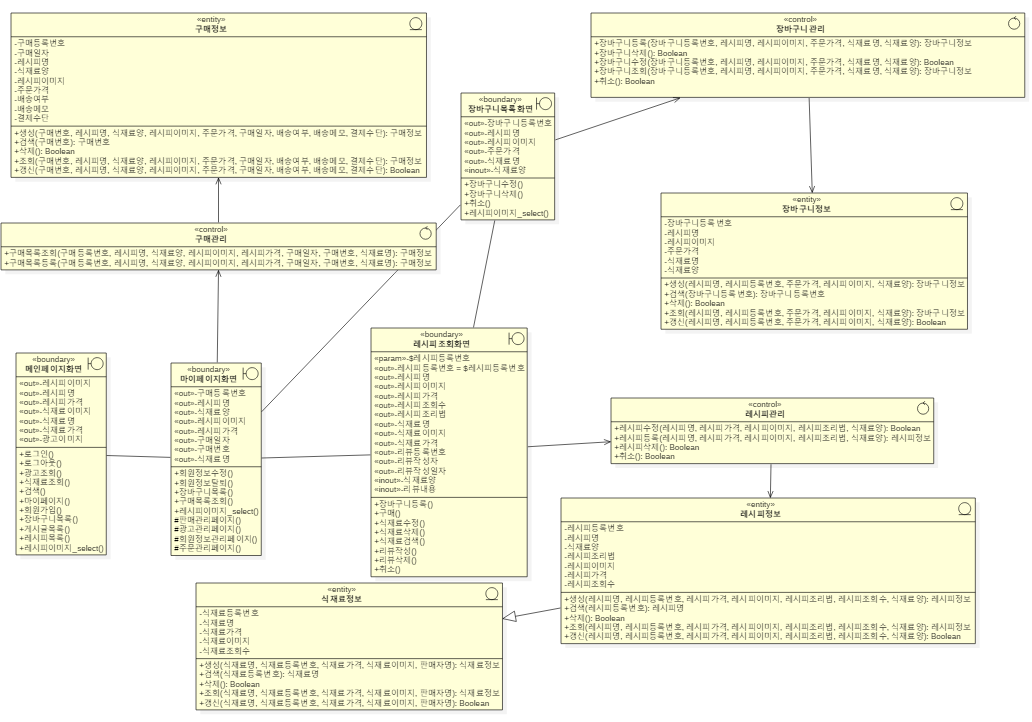 «entity»
구매정보
-구매등록번호
-구매일자
-레시피명
-식재료양
-레시피이미지
-주문가격
-배송여부
-배송메모
-결제수단
+생성(구매번호, 레시피명, 식재료양, 레시피이미지, 주문가격, 구매일자, 배송여부, 배송메모, 결제수단): 구매정보
+검색(구매번호): 구매번호
+삭제(): Boolean
+조회(구매번호, 레시피명, 식재료양, 레시피이미지, 주문가격, 구매일자, 배송여부, 배송메모, 결제수단): 구매정보
+갱신(구매번호, 레시피명, 식재료양, 레시피이미지, 주문가격, 구매일자, 배송여부, 배송메모, 결제수단): Boolean
«control»
장바구니관리
+장바구니등록(장바구니등록번호, 레시피명, 레시피이미지, 주문가격, 식재료명, 식재료양): 장바구니정보
+장바구니삭제(): Boolean
+장바구니수정(장바구니등록번호, 레시피명, 레시피이미지, 주문가격, 식재료명, 식재료양): Boolean
+장바구니조회(장바구니등록번호, 레시피명, 레시피이미지, 주문가격, 식재료명, 식재료양): 장바구니정보
+취소(): Boolean
«boundary»
장바구니목록화면
«out»-장바구니등록번호
«out»-레시피명
«out»-레시피이미지
«out»-주문가격
«out»-식재료명
«inout»-식재료양
+장바구니수정()
+장바구니삭제()
+취소()
+레시피이미지_select()
«entity»
장바구니정보
-장바구니등록번호
-레시피명
-레시피이미지
-주문가격
-식재료명
-식재료양
+생성(레시피명, 레시피등록번호, 주문가격, 레시피이미지, 식재료양): 장바구니정보
+검색(장바구니등록번호): 장바구니등록번호
+삭제(): Boolean
+조회(레시피명, 레시피등록번호, 주문가격, 레시피이미지, 식재료양): 장바구니정보
+갱신(레시피명, 레시피등록번호, 주문가격, 레시피이미지, 식재료양): Boolean
«control»
구매관리
+구매목록조회(구매등록번호, 레시피명, 식재료양, 레시피이미지, 레시피가격, 구매일자, 구매번호, 식재료명): 구매정보
+구매목록등록(구매등록번호, 레시피명, 식재료양, 레시피이미지, 레시피가격, 구매일자, 구매번호, 식재료명): 구매정보
«boundary»
메인페이지화면
«out»-레시피이미지
«out»-레시피명
«out»-레시피가격
«out»-식재료이미지
«out»-식재료명
«out»-식재료가격
«out»-광고이미지
+로그인()
+로그아웃()
+광고조회()
+식재료조회()
+검색()
+마이페이지()
+회원가입()
+장바구니목록()
+게시글목록()
+레시피목록()
+레시피이미지_select()
«boundary»
마이페이지화면
«out»-구매등록번호
«out»-레시피명
«out»-식재료양
«out»-레시피이미지
«out»-레시피가격
«out»-구매일자
«out»-구매번호
«out»-식재료명
+회원정보수정()
+회원정보탈퇴()
+장바구니목록()
+구매목록조회()
+레시피이미지_select()
#판매관리페이지()
#광고관리페이지()
#회원정보관리페이지()
#주문관리페이지()
«boundary»
레시피조회화면
«param»-$레시피등록번호
«out»-레시피등록번호 = $레시피등록번호
«out»-레시피명
«out»-레시피이미지
«out»-레시피가격
«out»-레시피조회수
«out»-레시피조리법
«out»-식재료명
«out»-식재료이미지
«out»-식재료가격
«out»-리뷰등록번호
«out»-리뷰작성자
«out»-리뷰작성일자
«inout»-식재료양
«inout»-리뷰내용
+장바구니등록()
+구매()
+식재료수정()
+식재료삭제()
+식재료검색()
+리뷰작성()
+리뷰삭제()
+취소()
«control»
레시피관리
+레시피수정(레시피명, 레시피가격, 레시피이미지, 레시피조리법, 식재료양): Boolean
+레시피등록(레시피명, 레시피가격, 레시피이미지, 레시피조리법, 식재료양): 레시피정보
+레시피삭제(): Boolean
+취소(): Boolean
«entity»
레시피정보
-레시피등록번호
-레시피명
-식재료양
-레시피조리법
-레시피이미지
-레시피가격
-레시피조회수
+생성(레시피명, 레시피등록번호, 레시피가격, 레시피이미지, 레시피조리법, 레시피조회수, 식재료양): 레시피정보
+검색(레시피등록번호): 레시피명
+삭제(): Boolean
+조회(레시피명, 레시피등록번호, 레시피가격, 레시피이미지, 레시피조리법, 레시피조회수, 식재료양): 레시피정보
+갱신(레시피명, 레시피등록번호, 레시피가격, 레시피이미지, 레시피조리법, 레시피조회수, 식재료양): Boolean
«entity»
식재료정보
-식재료등록번호
-식재료명
-식재료가격
-식재료이미지
-식재료조회수
+생성(식재료명, 식재료등록번호, 식재료가격, 식재료이미지, 판매자명): 식재료정보
+검색(식재료등록번호): 식재료명
+삭제(): Boolean
+조회(식재료명, 식재료등록번호, 식재료가격, 식재료이미지, 판매자명): 식재료정보
+갱신(식재료명, 식재료등록번호, 식재료가격, 식재료이미지, 판매자명): Boolean